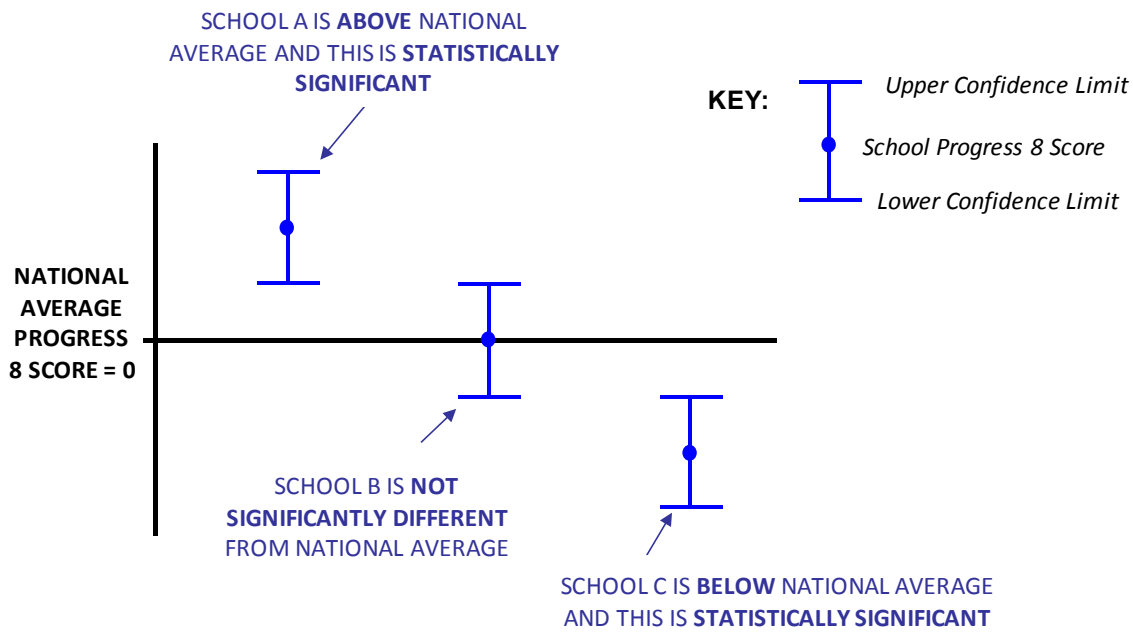 SCHOOL A IS ABOVE NATIONAL
AVERAGE AND THIS IS STATISTICALLY
SIGNIFICANT
KEY:
Upper Confidence Limit
School Progress 8 Score
Lower Confidence Limit
NATIONAL
AVERAGE
PROGRESS
8 SCORE = 0
SCHOOL B IS NOT
SIGNIFICANTLY DIFFERENT
FROM NATIONAL AVERAGE
SCHOOL C IS BELOW NATIONAL AVERAGE
AND THIS IS STATISTICALLY SIGNIFICANT